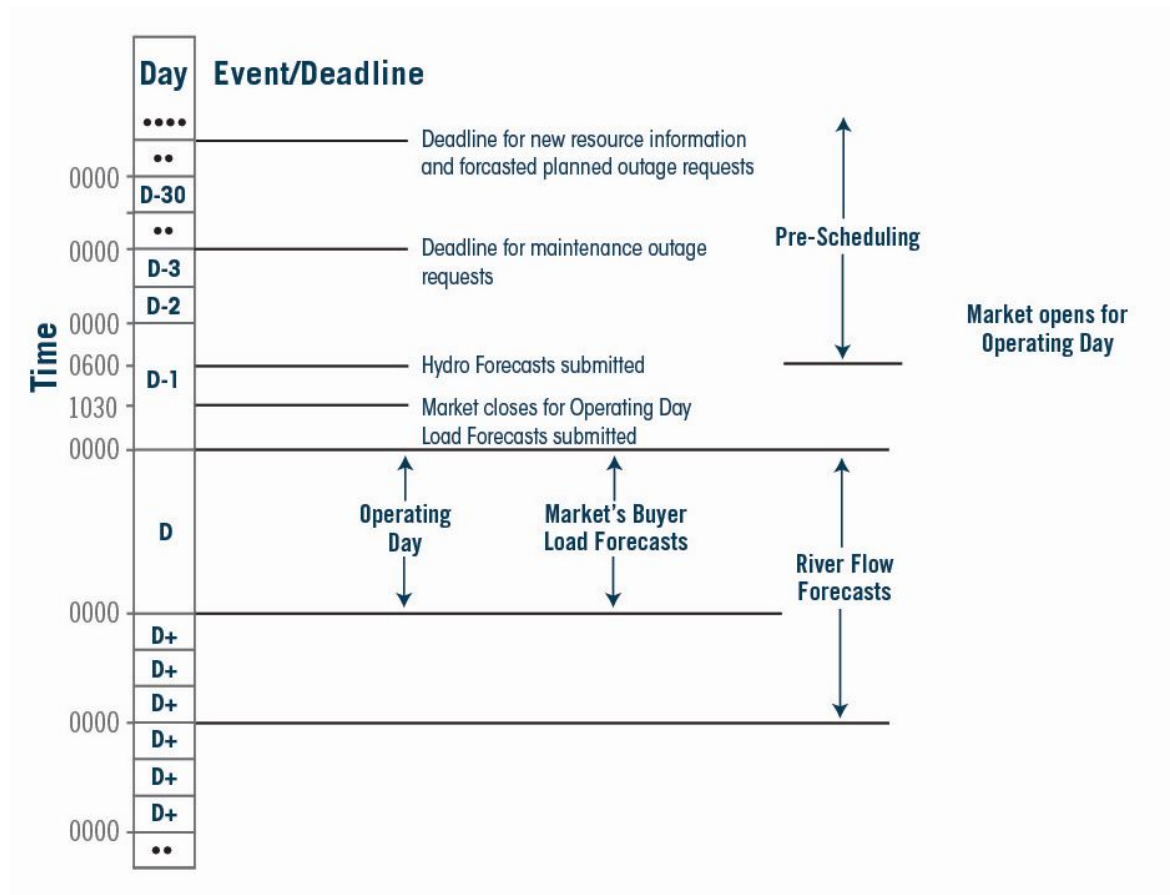 Day Event/Deadline
••••
Deadline for new resource information
and forcasted planned outage requests
••
0000
D-30
••
Pre-Scheduling
0000
Deadline for maintenance outage
requests
D-3
D-2
Market opens for
Operating Day
0000
Time
0600
Hydro Forecasts submitted
D-1
1030
Market closes for Operating Day
Load Forecasts submitted
0000
Operating
Day
Market's Buyer
Load Forecasts
D
River Flow
Forecasts
0000
D+
D+
D+
0000
D+
D+
D+
0000
••